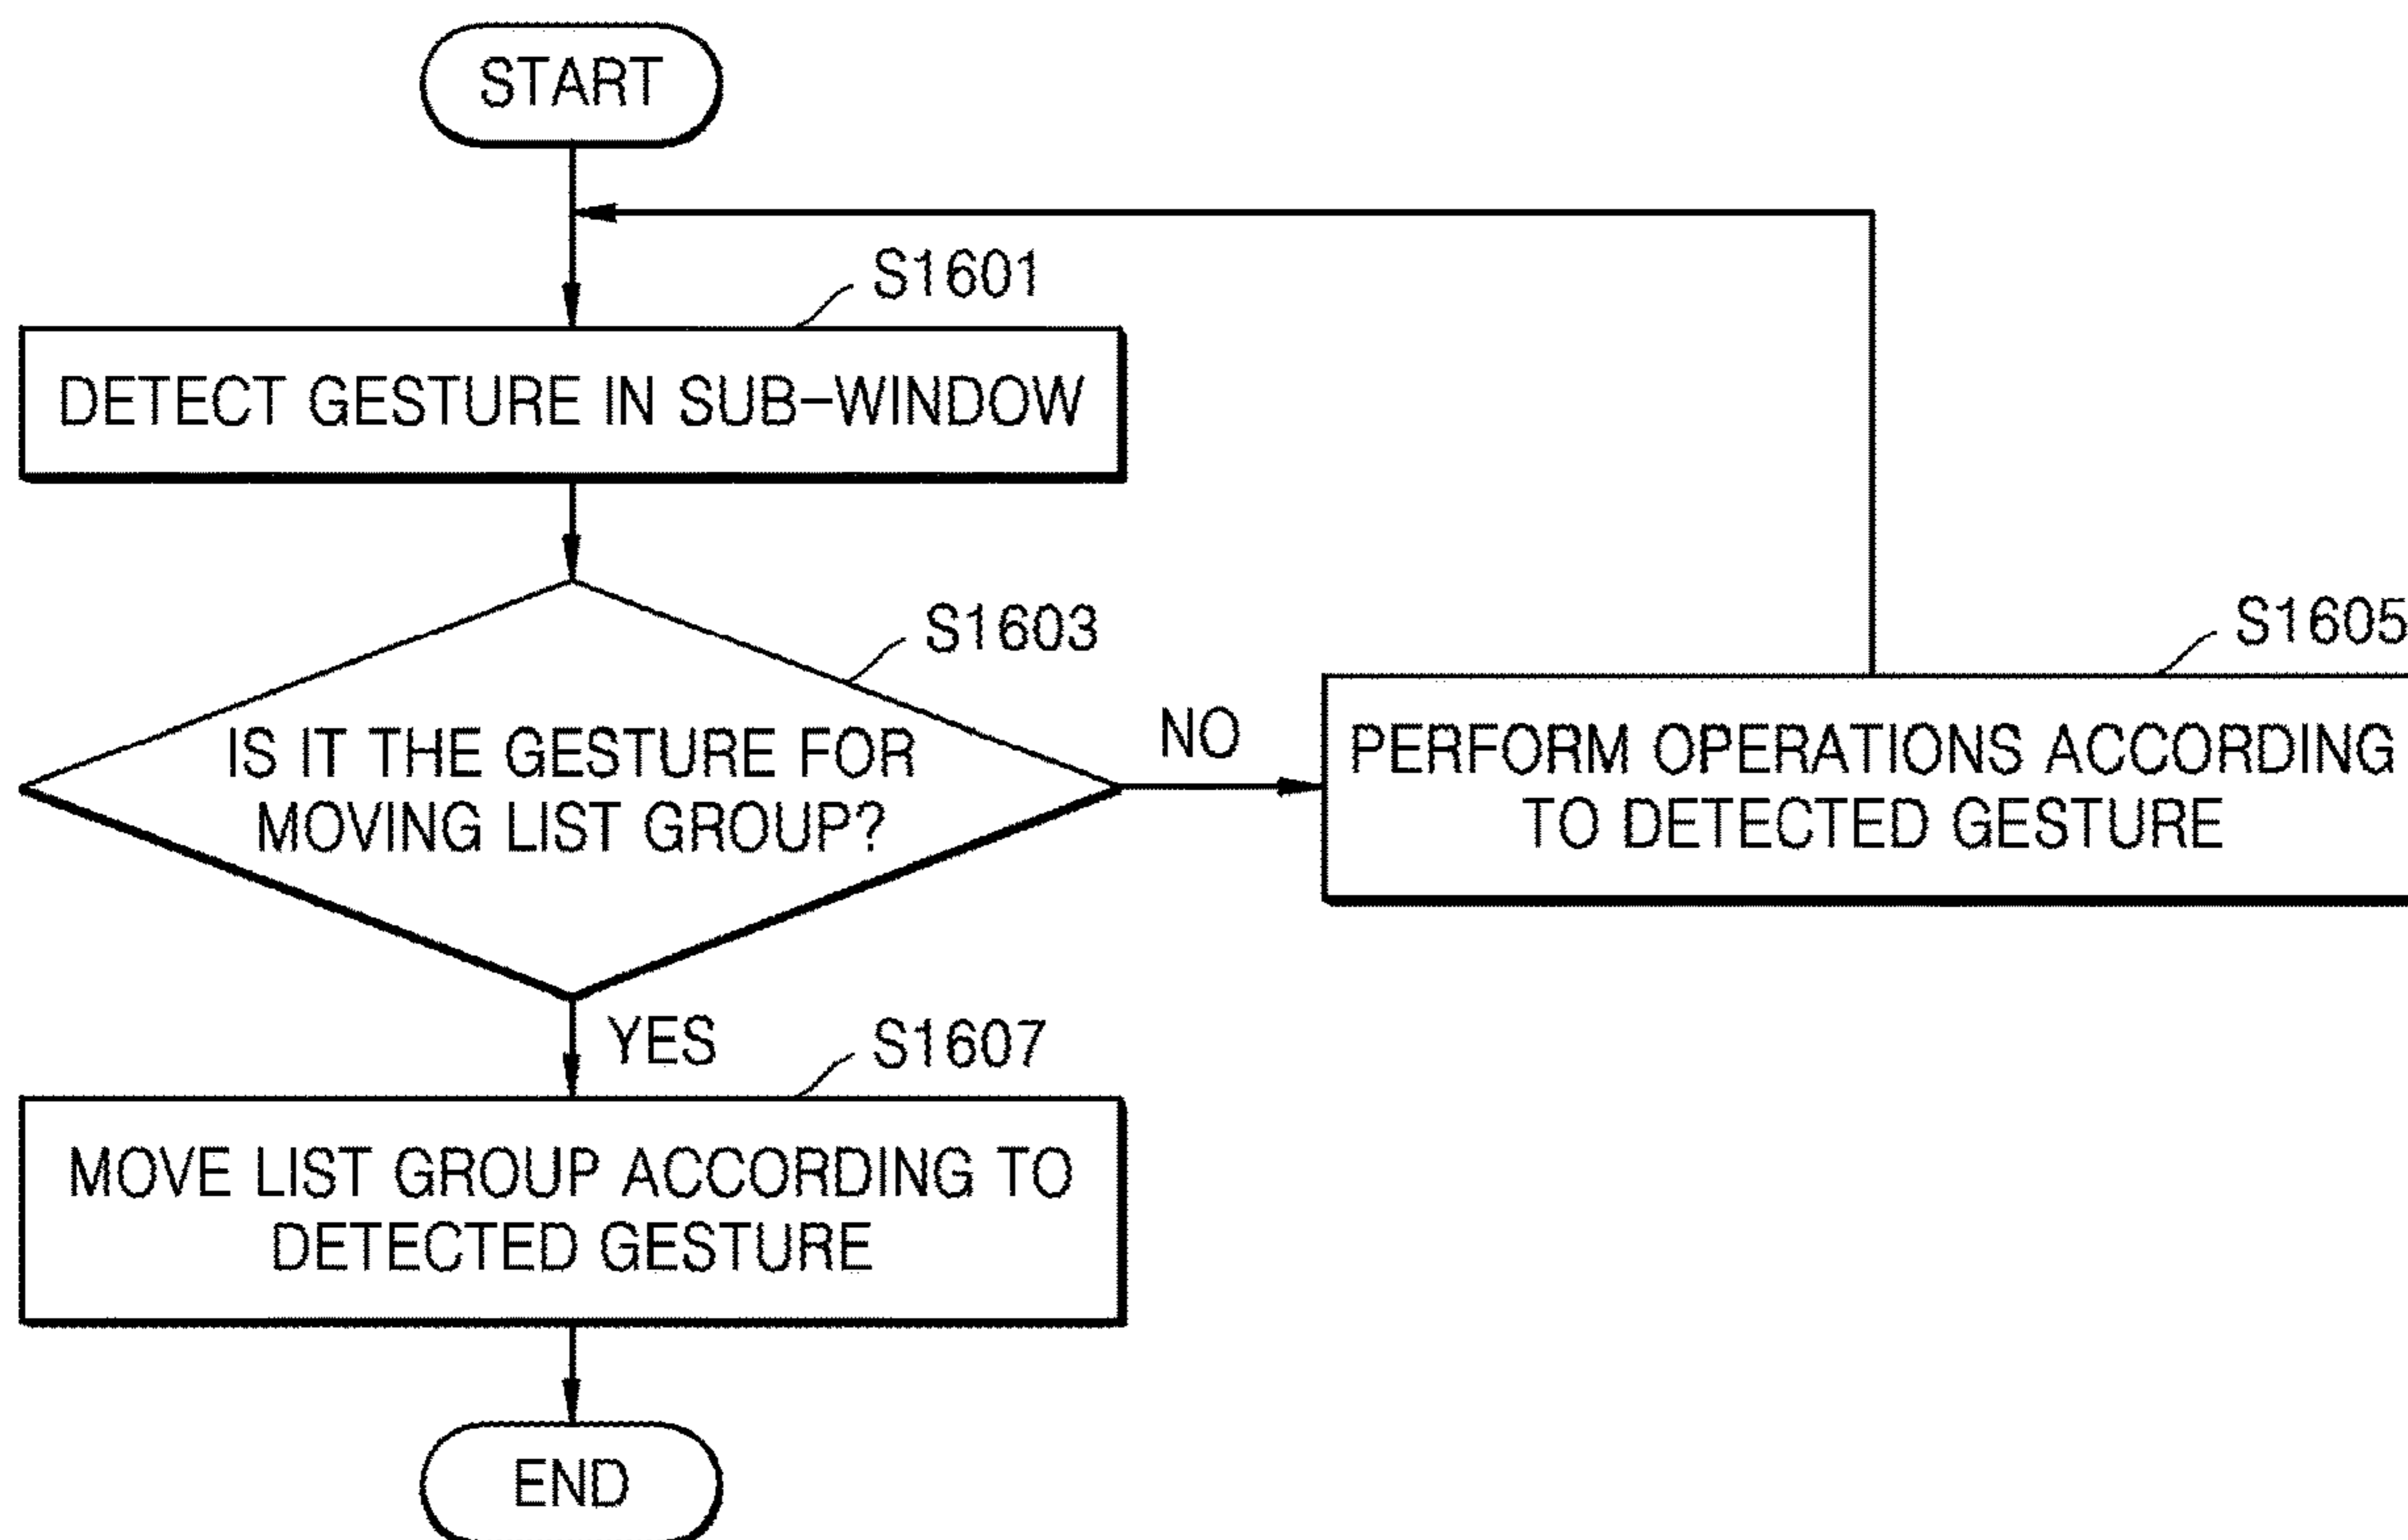 START
S1601
DETECT GESTURE IN SUB-WINDOW
S1603
IS IT THE GESTURE FOR
MOVING LIST GROUP?
NO
S1605
PERFORM OPERATIONS ACCORDING
TO DETECTED GESTURE
YES
S1607
MOVE LIST GROUP ACCORDING TO
DETECTED GESTURE
END